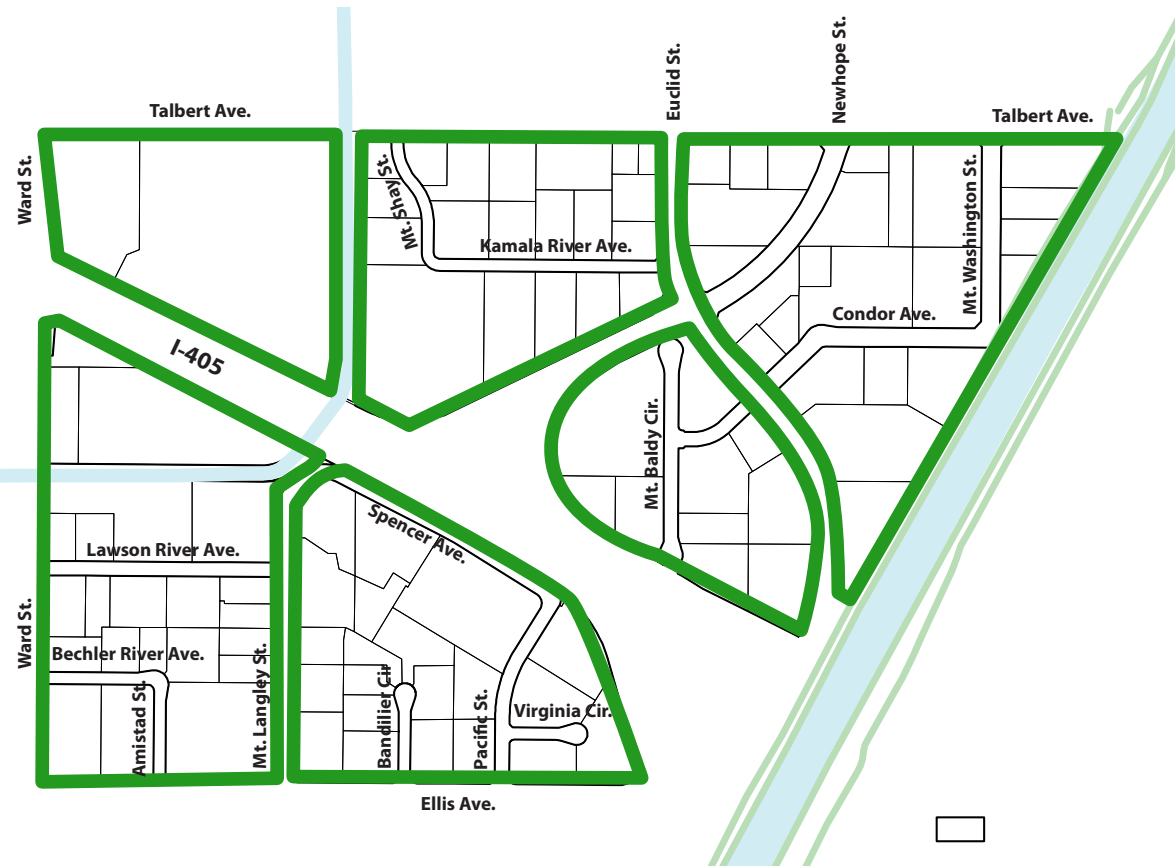 Talbert Ave.
Euclid St.
Newhope St.
Talbert Ave.
Ward St.
Mt. Shay St.
Kamala River Ave.
Mt. Washington St.
Condor Ave.
I-405
Mt. Baldy Cir.
Spencer Ave.
Lawson River Ave.
Ward St.
Bechler River Ave.
Amistad St.
Mt. Langley St.
Bandilier Cir
Pacific St.
Virginia Cir.
Ellis Ave.